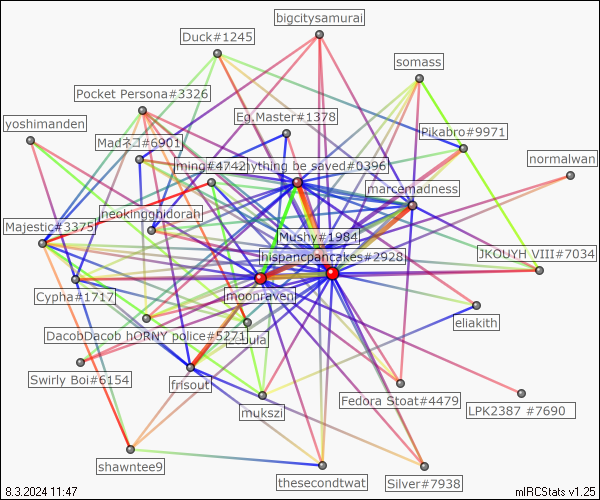 bigcitysamurai
Duck#1245
somass
Pocket Persona#3326
yoshimanden
Eg.Master#1378
Pikabro#9971
Madネコ#6901
normalwan
ming#4742
nything be saved#0396
marcemadness
neokingghidorah
Majestic#3375
Mushy#1984
hispancpancakes#2928
JKOUYH VIII#7034
Cypha#1717
moonraven
eliakith
DacobDacob hORNY police#5271
ula
Swirly Boi#6154
frisout
Fedora Stoat#4479
mukszi
LPK2387 #7690
shawntee9
thesecondtwat
Silver#7938
8.3.2024 11:47
mIRCStats v1.25